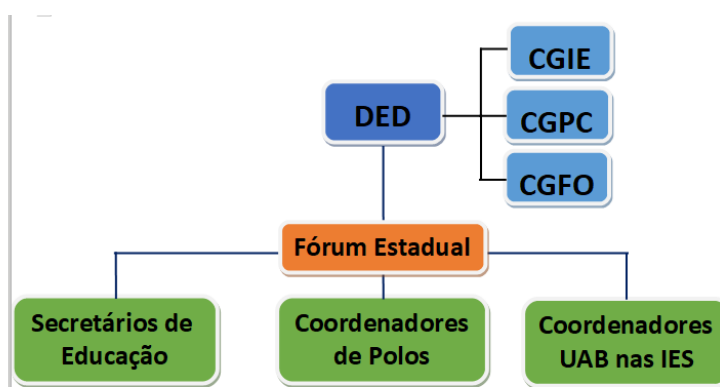 CGIE
DED
CGPC
CGFO
Fórum Estadual
Secretários de
Educação
Coordenadores
de Polos
Coordenadores
UAB nas IES